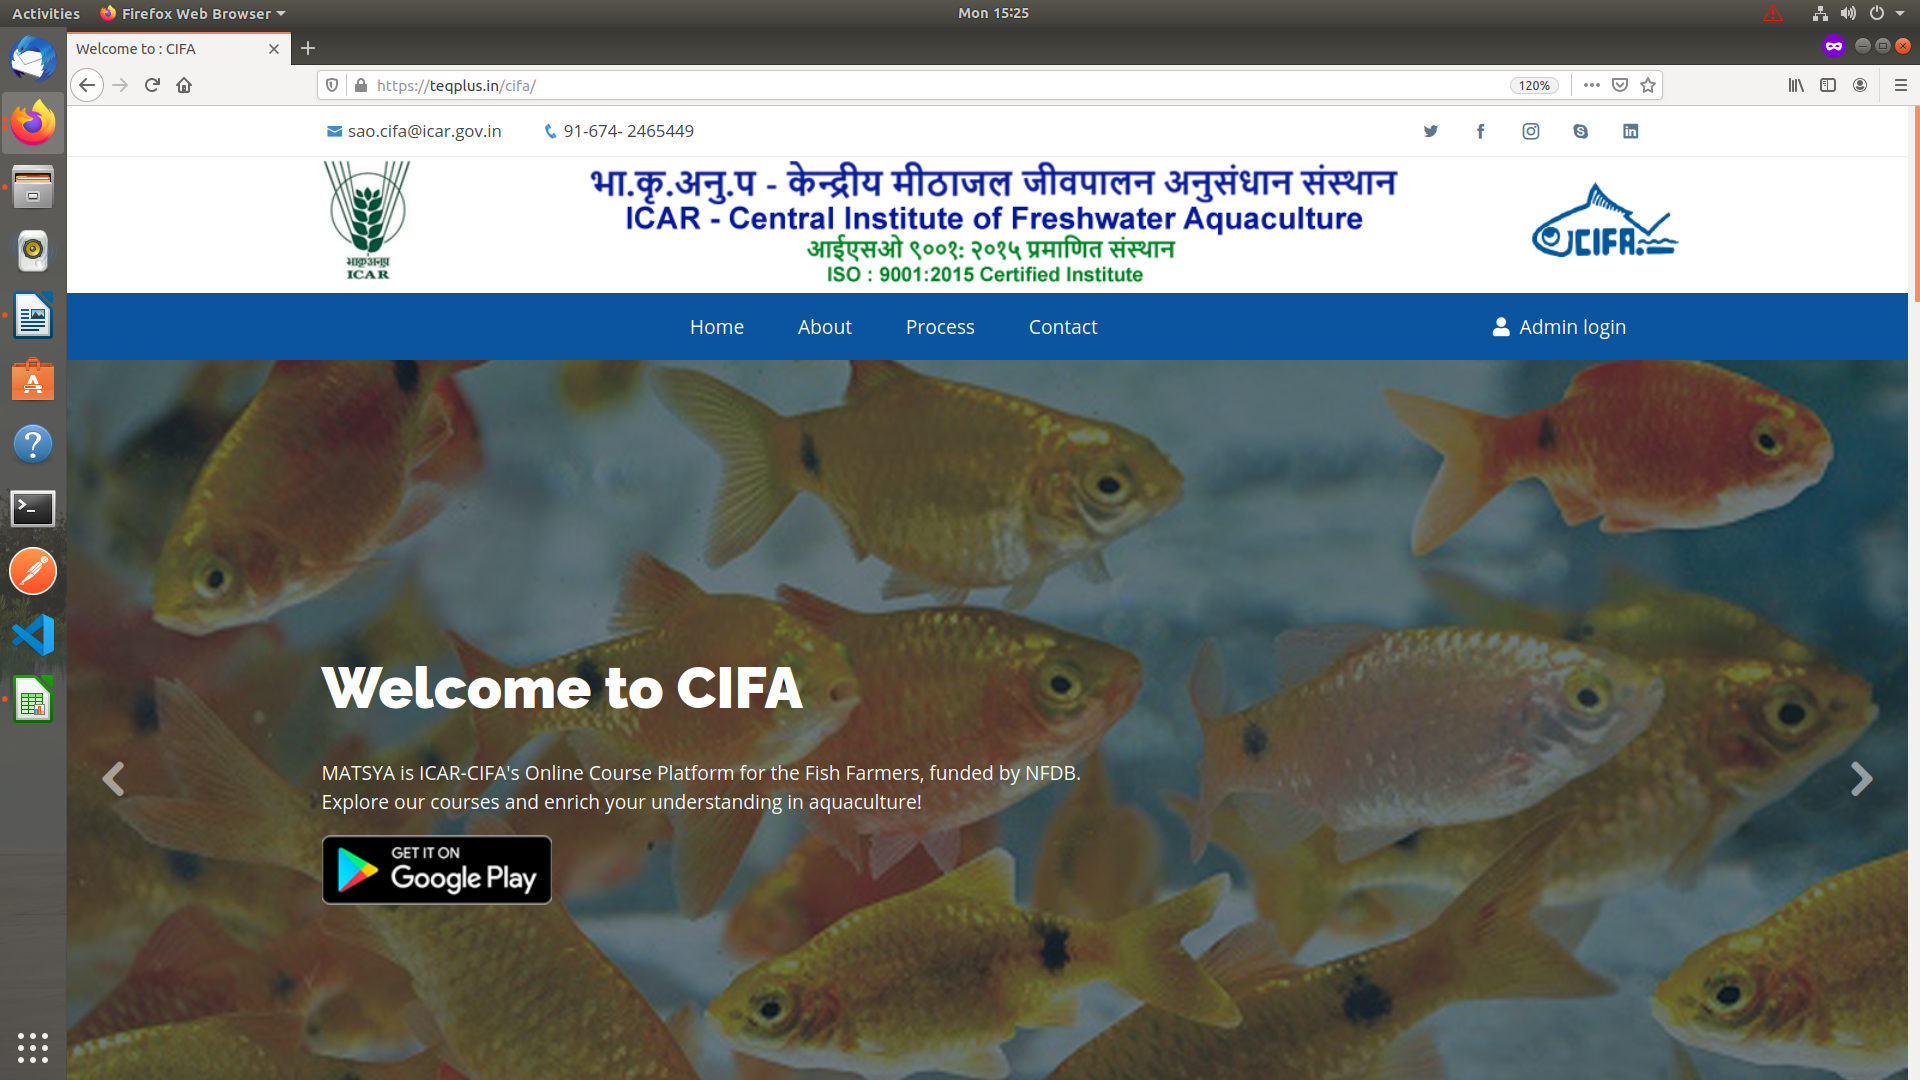 Activities
Firefox Web Browser
Mon 15:25
Welcome to : CIFA
https://teqplus.in/cifa/
120%
sao.cifa@icar.gov.in
91-674- 2465449
भाकृअनुप
ICAR
भा.कृ.अनु.प - केन्द्रीय मीठाजल जीवपालन अनुसंधान संस्थान
ICAR - Central Institute of Freshwater Aquaculture
आईएसओ ९००१: २०१५ प्रमाणित संस्थान
ISO : 9001:2015 Certified Institute
CIFA
Home
About
Process
Contact
Admin login
Welcome to CIFA
MATSYA is ICAR-CIFA's Online Course Platform for the Fish Farmers, funded by NFDB.
Explore our courses and enrich your understanding in aquaculture!
GET IT ON
Google Play